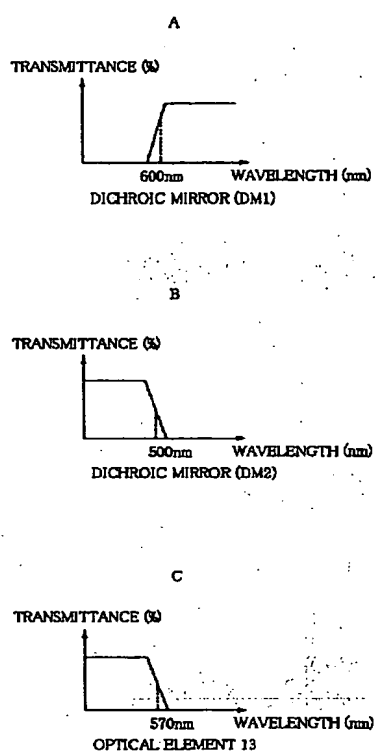 A
TRANSMITTANCE (%)
600nm
WAVELENGTH (nm)
DICHROIC MIRROR (DM1)
B
TRANSMITTANCE (%)
500nm
WAVELENGTH (nm)
DICHROIC MIRROR (DM2)
C
TRANSMITTANCE (%)
570nm
WAVELENGTH (nm)
OPTICAL ELEMENT 13